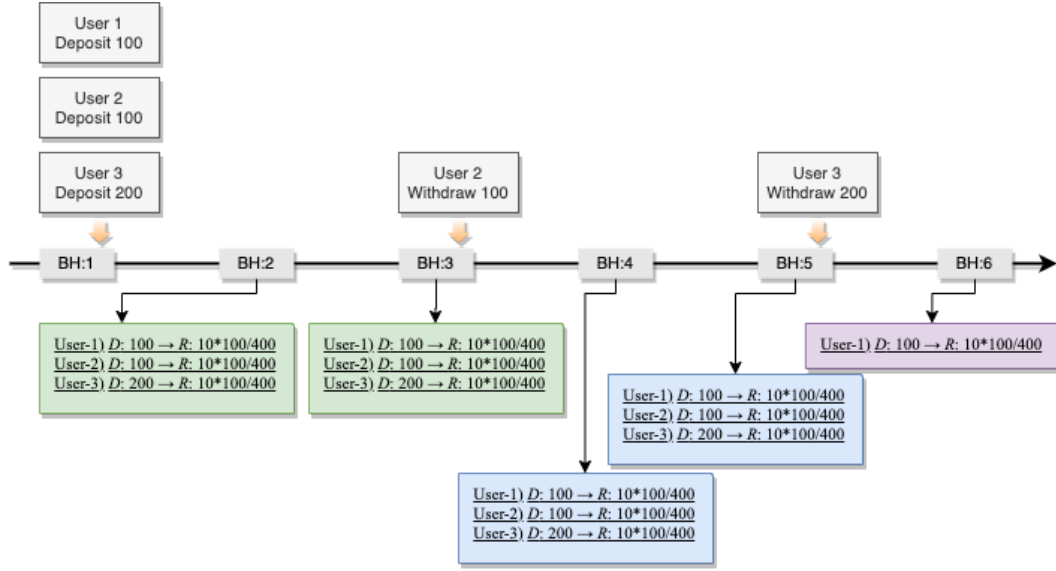 User 1
Deposit 100
User 2
Deposit 100
User 3
Deposit 200
User 2
Withdraw 100
User 3
Withdraw 200
BH:1
BH:2
BH:3
BH:4
BH:5
BH:6
User-1) D: 100 → R: 10*100/400
User-2) D: 100 → R: 10*100/400
User-3) D: 200 → R: 10*100/400
User-1) D: 100 → R: 10*100/400
User-2) D: 100 → R: 10*100/400
User-3) D: 200 → R: 10*100/400
User-1) D: 100 → R: 10*100/400
User-1) D: 100 → R: 10*100/400
User-2) D: 100 → R: 10*100/400
User-3) D: 200 → R: 10*100/400
User-1) D: 100 → R: 10*100/400
User-2) D: 100 → R: 10*100/400
User-3) D: 200 → R: 10*100/400